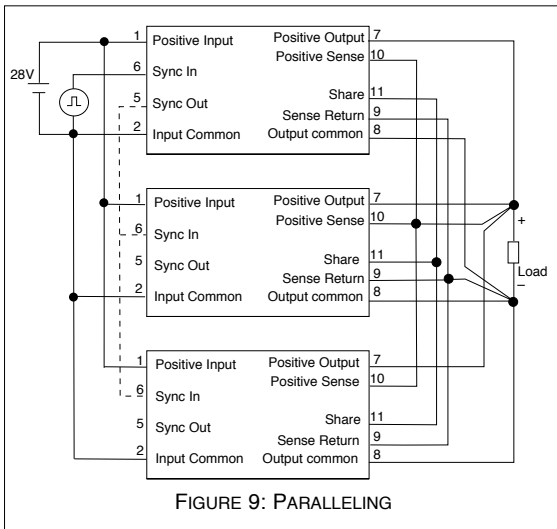 1 Positive Input Positive Output 7
Positive Sense 10
6 Sync In
28V
Share 11
5 Sync Out
Sense Return 9
2 Input Common Output common 8
1 Positive Input Positive Output 7
Positive Sense 10
6 Sync In
+
Share 11
5 Sync Out
Load
Sense Return 9
2 Input Common Output common 8
–
1 Positive Input Positive Output 7
Positive Sense 10
6 Sync In
Share 11
5 Sync Out
Sense Return 9
2 Input Common Output common 8
FIGURE 9: PARALLELING